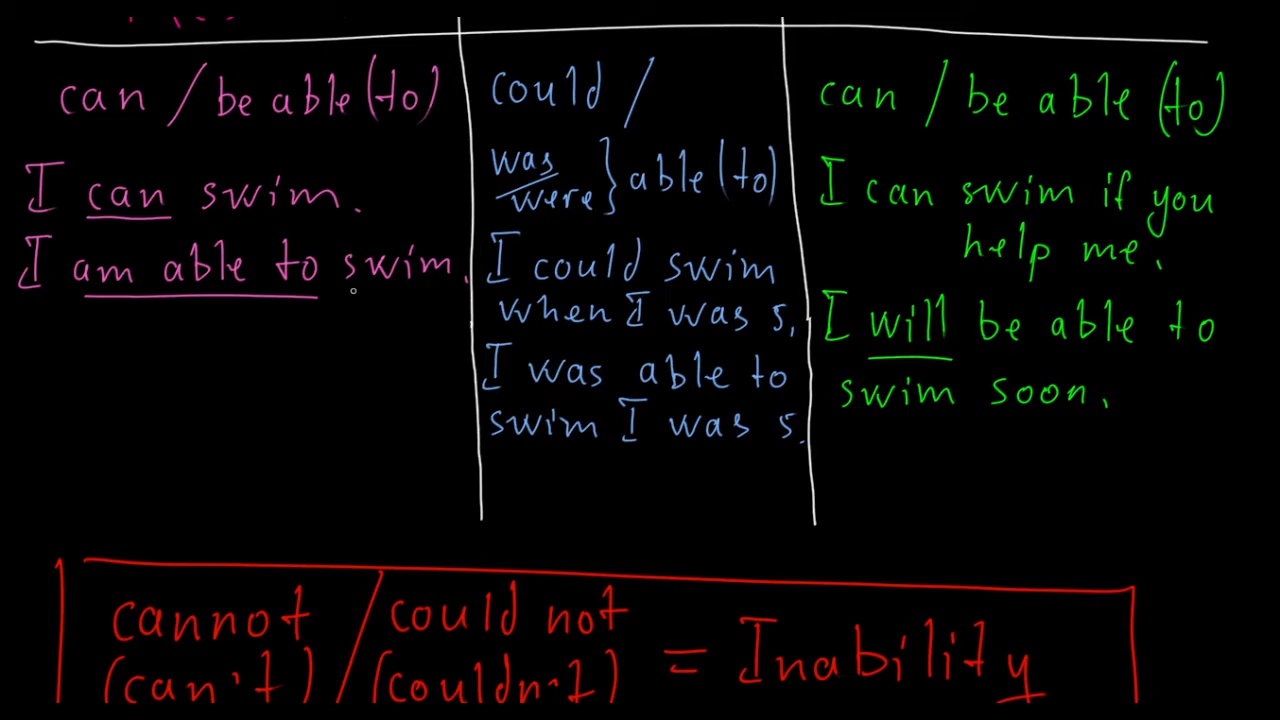 can / be able (to)
I can swim.
I am able to swim.
could /
was
were } able (to)
I could swim
when I was 5.
I was able to
swim I was 5.
can / be able (to)
I can swim if you
help me.
I will be able to
swim soon.
cannot / could not
(can't) / (couldn't) = Inability